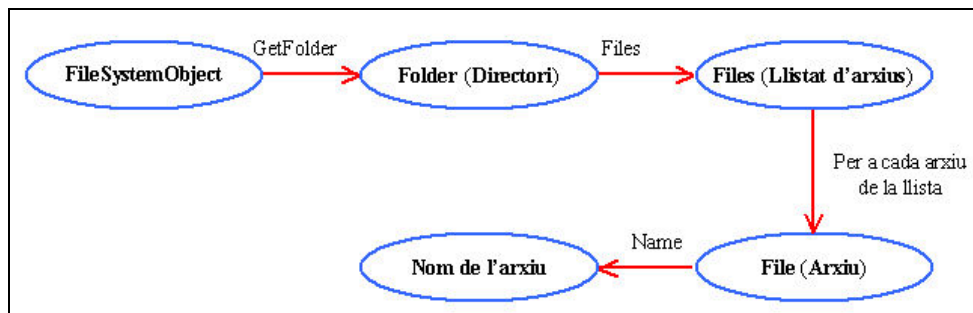 GetFolder
Files
FileSystemObject
Folder (Directori)
Files (Llistat d'arxius)
Per a cada arxiu
de la llista
Name
Nom de l'arxiu
File (Arxiu)